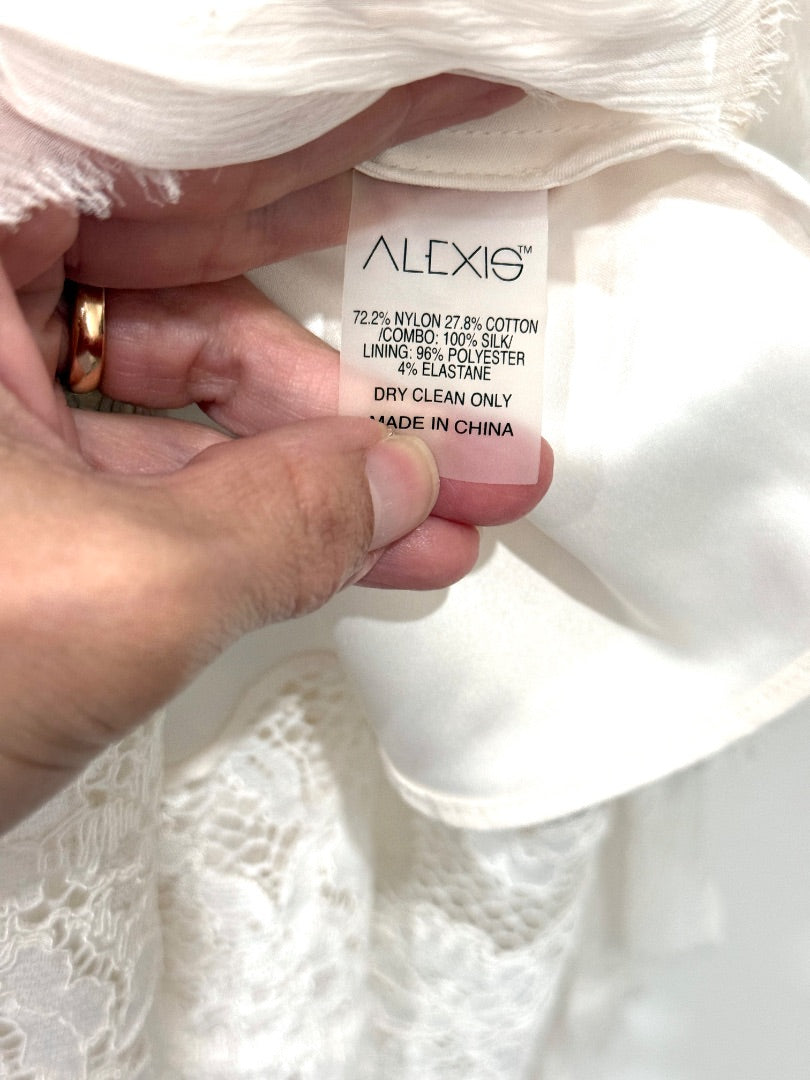 ALEXIS™
72.2% NYLON 27.8% COTTON
/COMBO: 100% SILK/
LINING: 96% POLYESTER
4% ELASTANE
DRY CLEAN ONLY
MADE IN CHINA